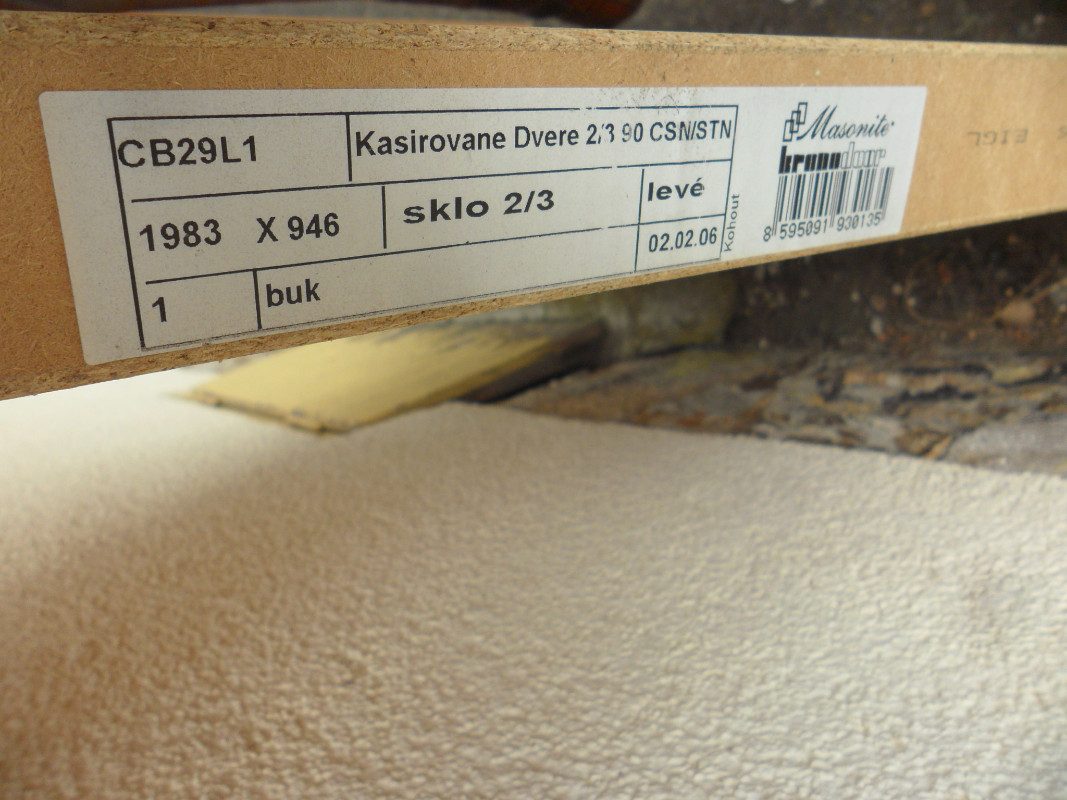 CB29L1
Kasirovane Dvere 2/3 90 CSN/STN
1983 X 946
sklo 2/3
levé
02.02.06
1
buk
Kohout
Masonite
kronodoor
8 595091 930135